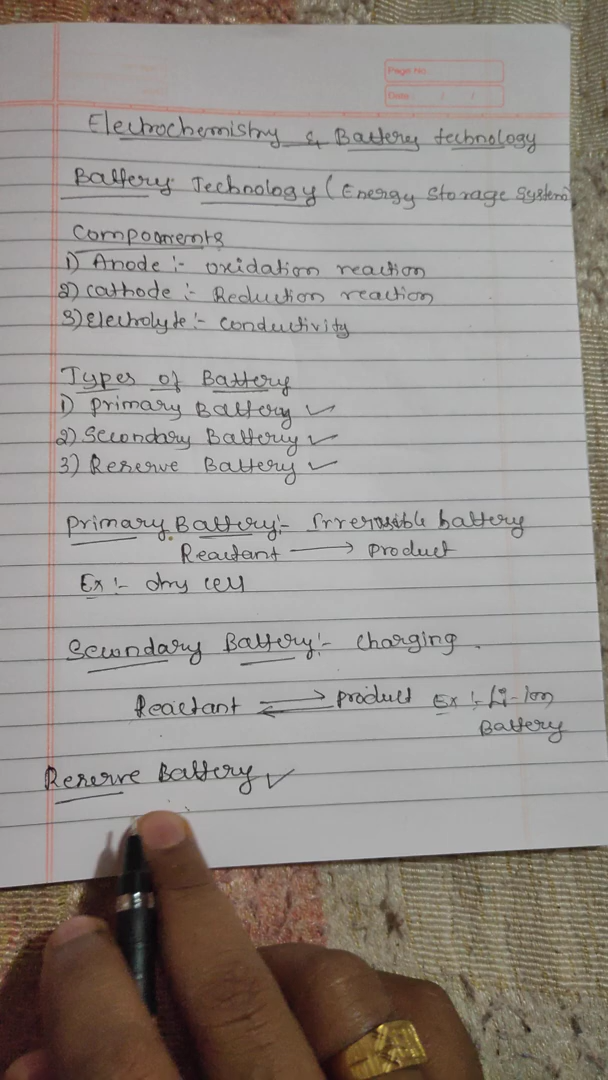 Page No.
Date / /
Electrochemistry & Battery technology
Battery Technology (Energy Storage System)
Components
1) Anode :- oxidation reaction
2) cathode :- Reduction reaction
3) Electrolyte :- conductivity
Types of Battery
1) primary Battery ✓
2) Secondary Battery ✓
3) Reserve Battery ✓
Primary Battery :- Irreversible battery
Reactant → product
Ex :- dry cell
Secondary Battery :- charging.
Reactant ⇌ product Ex :- Li-Ion
Battery
Reserve Battery ✓